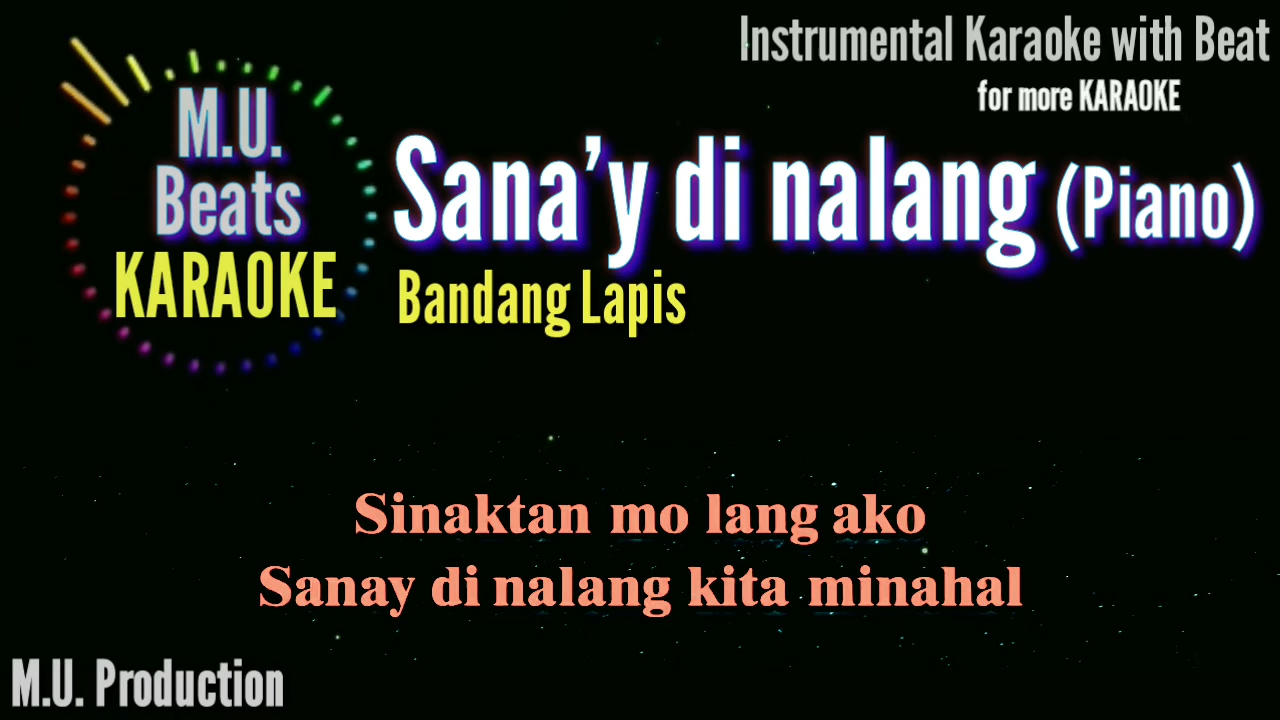 Instrumental Karaoke with Beat
for more KARAOKE
M.U.
Beats
KARAOKE
Sana'y di nalang (Piano)
Bandang Lapis
Sinaktan mo lang ako
Sanay di nalang kita minahal
M.U. Production